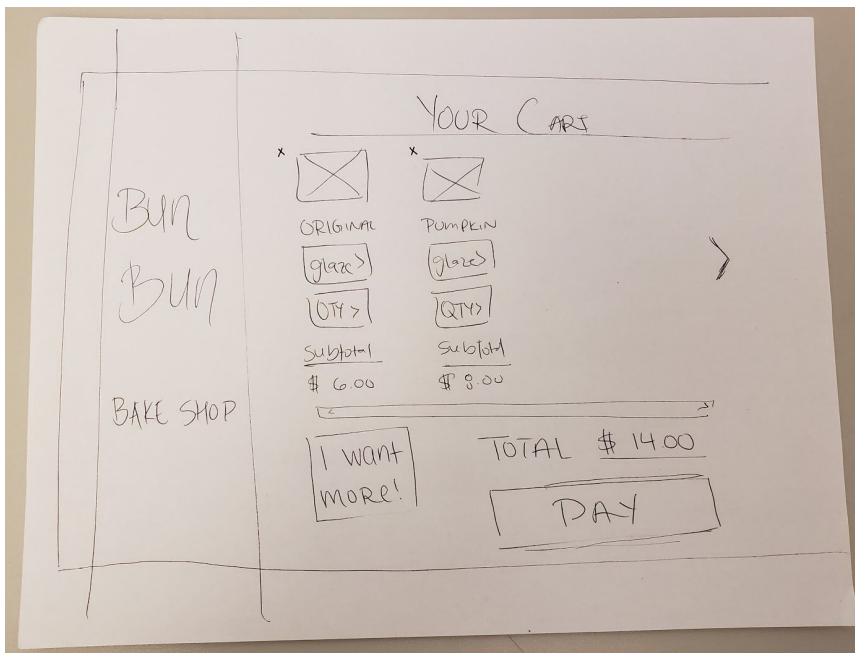 YOUR CART
x x
ORIGINAL PUMPKIN
glaze> glaze>
QTY> QTY>
Subtotal Subtotal
$ 6.00 $ 8.00
< >
I want
more!
TOTAL $ 14.00
PAY
>
Bun
Bun
BAKE SHOP